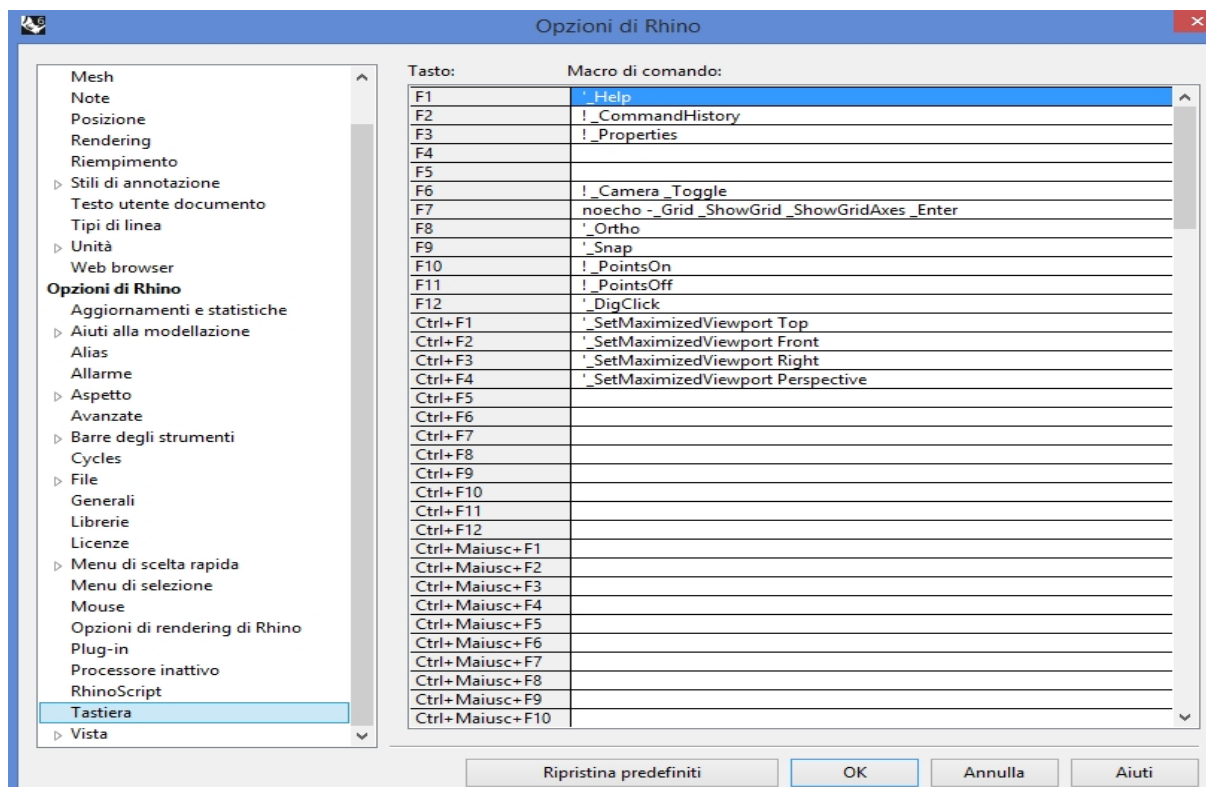 Opzioni di Rhino
Mesh
Note
Posizione
Rendering
Riempimento
Stili di annotazione
Testo utente documento
Tipi di linea
Unità
Web browser
Opzioni di Rhino
Aggiornamenti e statistiche
Aiuti alla modellazione
Alias
Allarme
Aspetto
Avanzate
Barre degli strumenti
Cycles
File
Generali
Librerie
Licenze
Menu di scelta rapida
Menu di selezione
Mouse
Opzioni di rendering di Rhino
Plug-in
Processore inattivo
RhinoScript
Tastiera
Vista
Tasto: Macro di comando:
F1 '_Help
F2 ! _CommandHistory
F3 ! _Properties
F4
F5
F6 ! _Camera _Toggle
F7 noecho -_Grid _ShowGrid _ShowGridAxes _Enter
F8 '_Ortho
F9 '_Snap
F10 ! _PointsOn
F11 ! _PointsOff
F12 '_DigClick
Ctrl+F1 '_SetMaximizedViewport Top
Ctrl+F2 '_SetMaximizedViewport Front
Ctrl+F3 '_SetMaximizedViewport Right
Ctrl+F4 '_SetMaximizedViewport Perspective
Ctrl+F5
Ctrl+F6
Ctrl+F7
Ctrl+F8
Ctrl+F9
Ctrl+F10
Ctrl+F11
Ctrl+F12
Ctrl+Maiusc+F1
Ctrl+Maiusc+F2
Ctrl+Maiusc+F3
Ctrl+Maiusc+F4
Ctrl+Maiusc+F5
Ctrl+Maiusc+F6
Ctrl+Maiusc+F7
Ctrl+Maiusc+F8
Ctrl+Maiusc+F9
Ctrl+Maiusc+F10
Ripristina predefiniti OK Annulla Aiuti